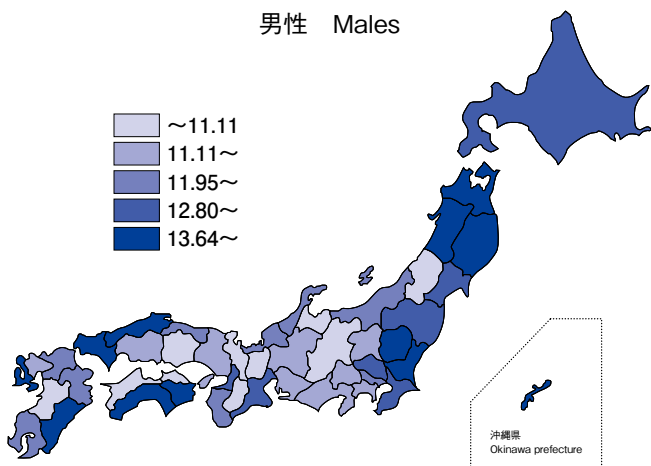 男性　Males
～11.11
11.11～
11.95～
12.80～
13.64～
沖縄県
Okinawa prefecture